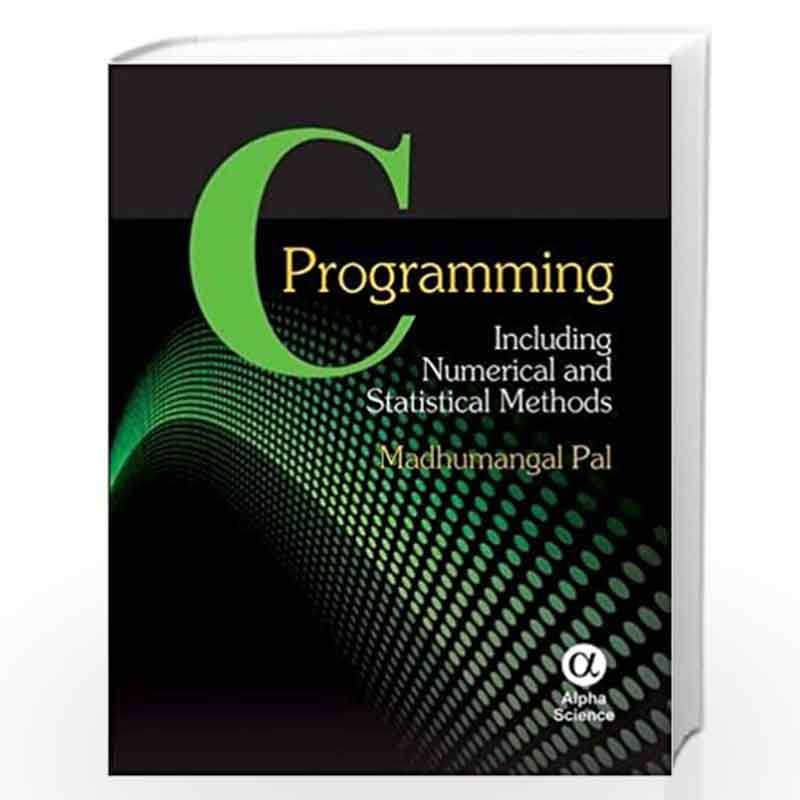 C Programming
Including
Numerical and
Statistical Methods
Madhumangal Pal
α
Alpha
Science